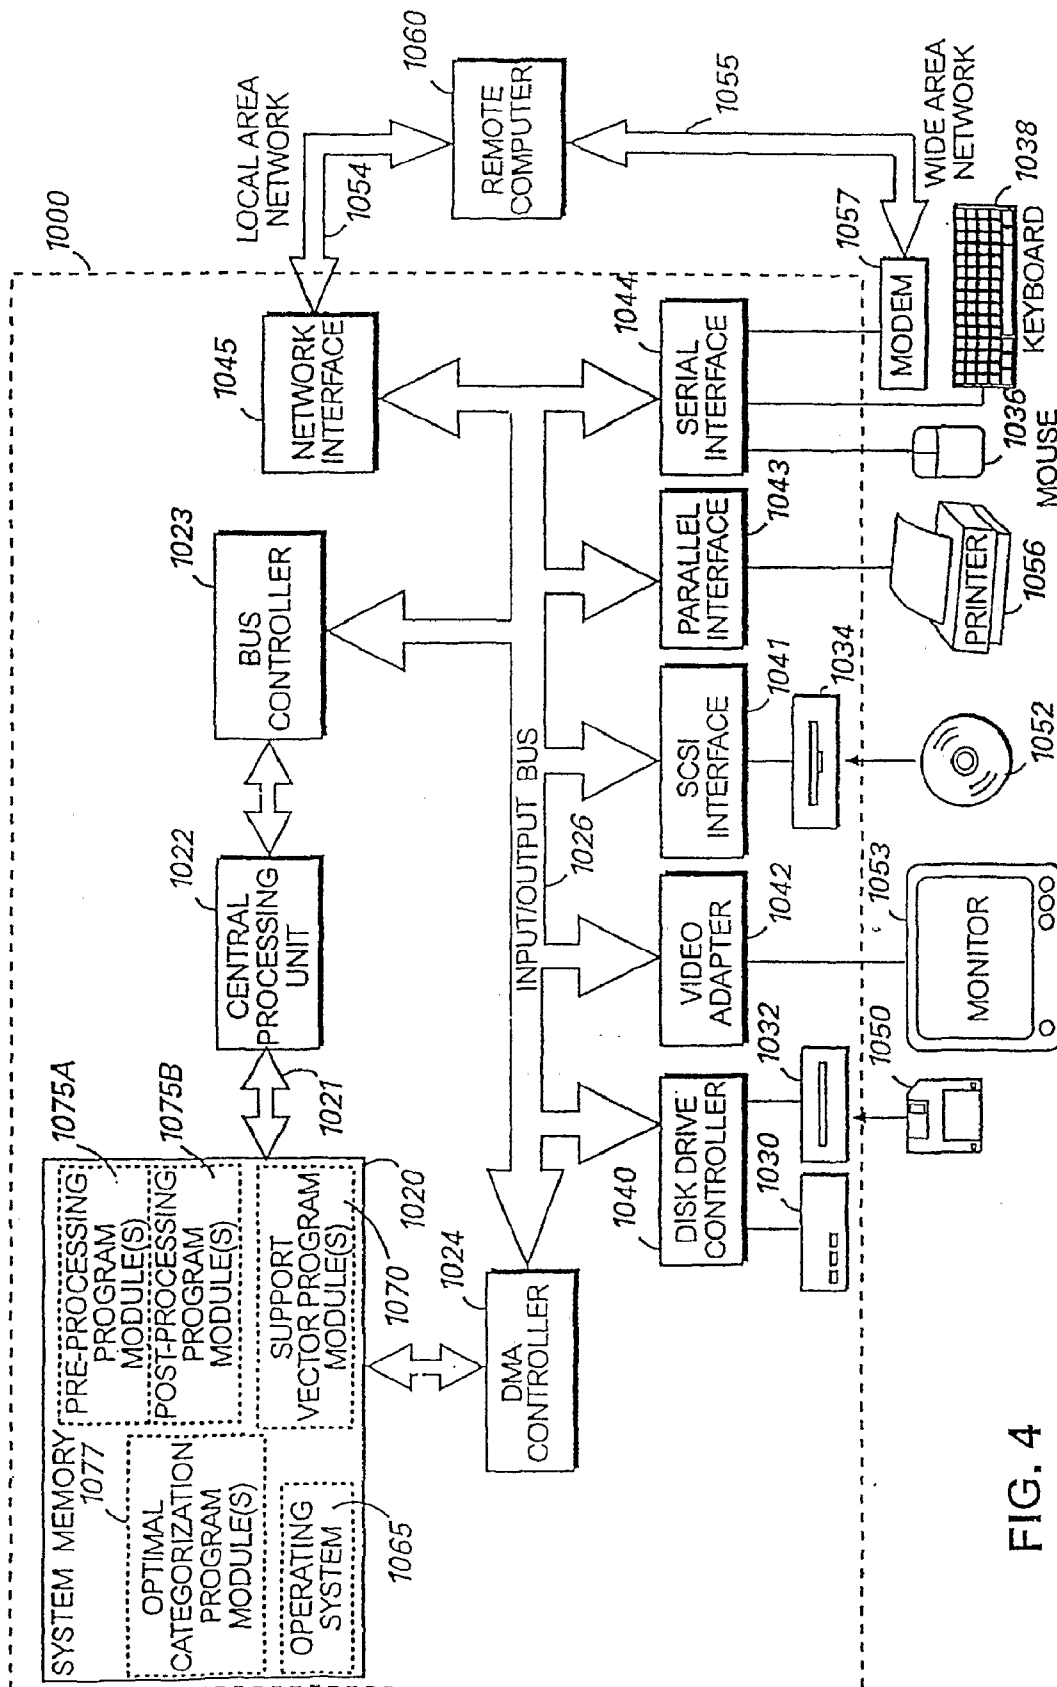 SYSTEM MEMORY
1077
OPTIMAL
CATEGORIZATION
PROGRAM
MODULE(S)
OPERATING
SYSTEM
1065
PRE-PROCESSING
PROGRAM
MODULE(S)
1075A
POST-PROCESSING
PROGRAM
MODULE(S)
1075B
SUPPORT
VECTOR PROGRAM
MODULE(S)
1070
1020
1021
CENTRAL
PROCESSING
UNIT
1022
BUS
CONTROLLER
1023
NETWORK
INTERFACE
1045
1000
LOCAL AREA
NETWORK
1054
REMOTE
COMPUTER
1060
1055
WIDE AREA
NETWORK
DMA
CONTROLLER
1024
INPUT/OUTPUT BUS
1026
DISK DRIVE
CONTROLLER
1040
VIDEO
ADAPTER
1042
SCSI
INTERFACE
1041
PARALLEL
INTERFACE
1043
SERIAL
INTERFACE
1044
1030
1032
1034
MODEM
1057
1050
MONITOR
1053
1052
PRINTER
1056
1036
MOUSE
1038
KEYBOARD
FIG. 4